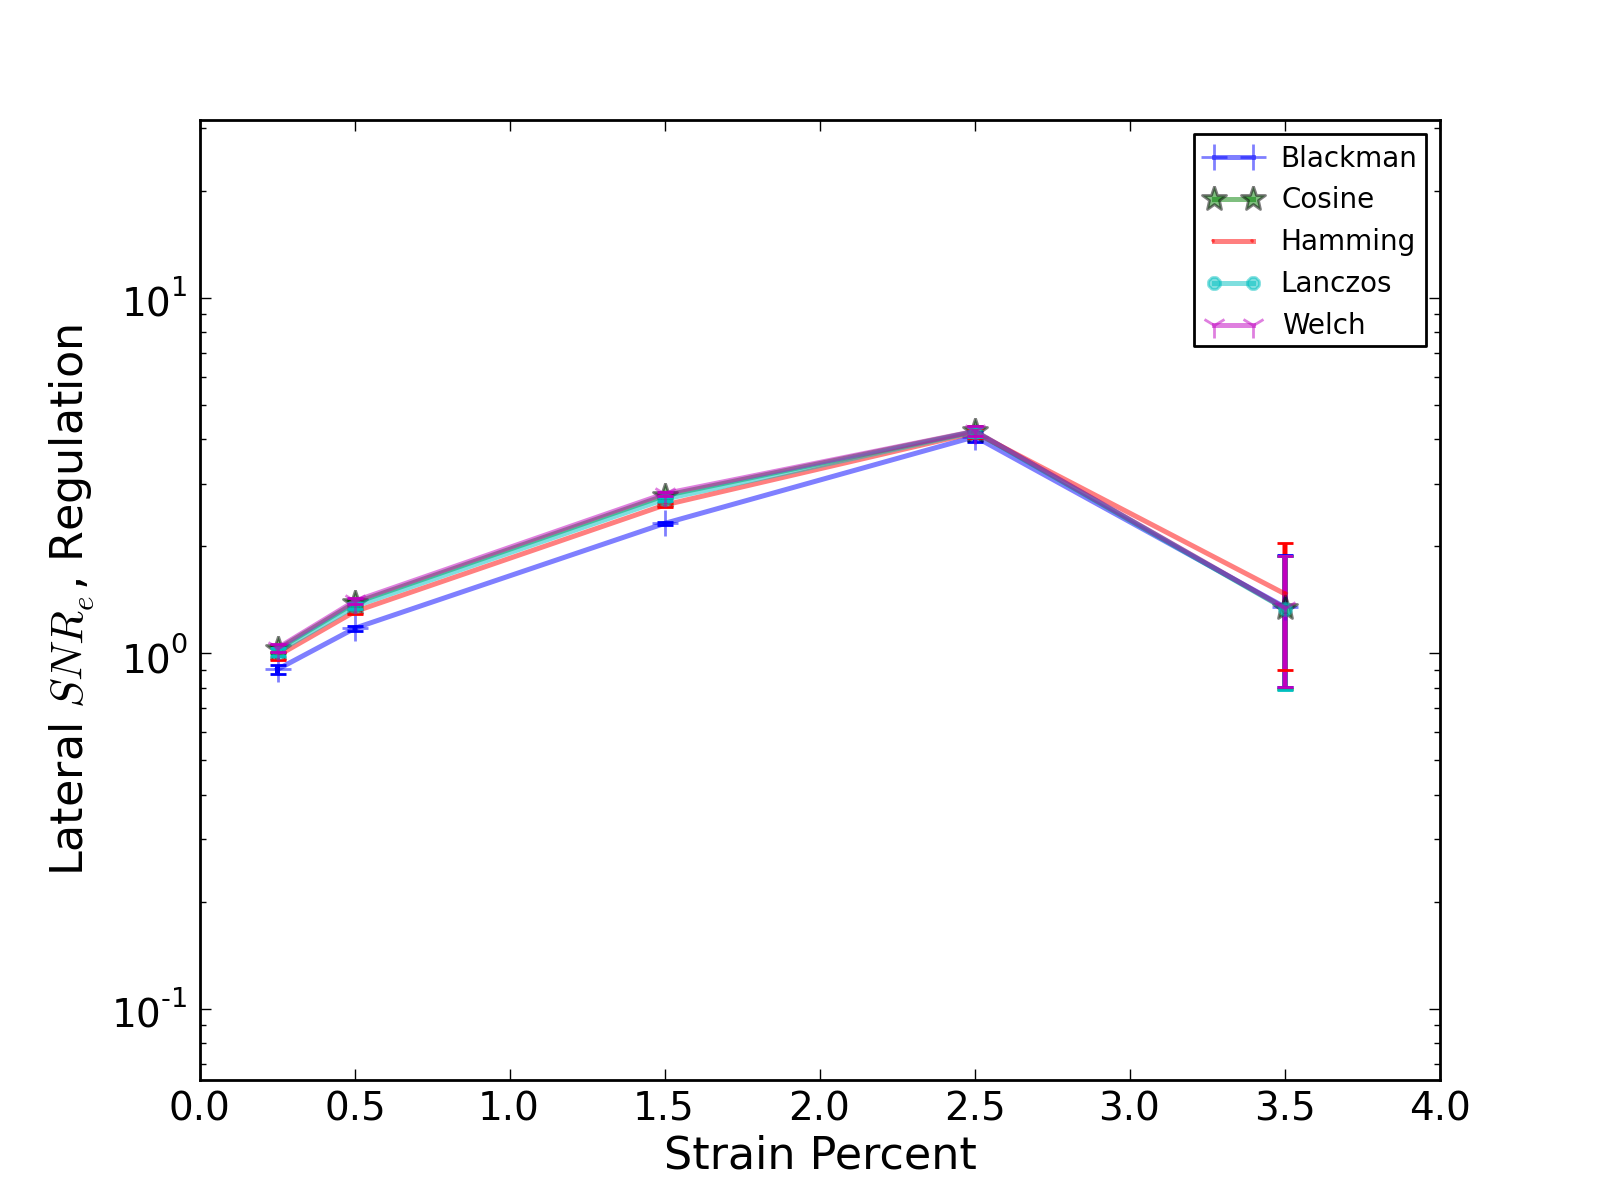 Lateral SNR_e, Regulation
10^1
10^0
10^-1
Blackman
Cosine
Hamming
Lanczos
Welch
0.0 0.5 1.0 1.5 2.0 2.5 3.0 3.5 4.0
Strain Percent